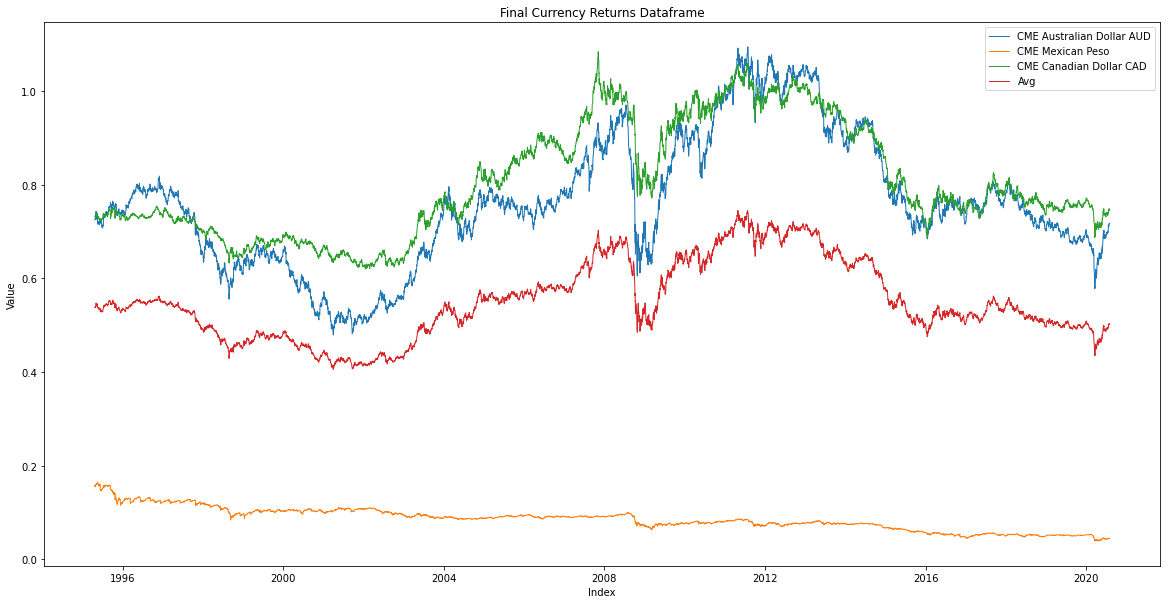 Final Currency Returns Dataframe
CME Australian Dollar AUD
CME Mexican Peso
CME Canadian Dollar CAD
Avg
Value
1.0
0.8
0.6
0.4
0.2
0.0
1996
2000
2004
2008
2012
2016
2020
Index